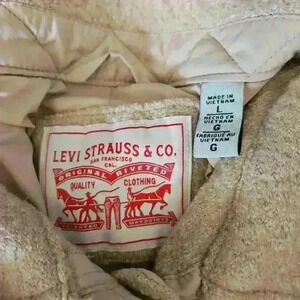 LEVI STRAUSS & CO.
SAN FRANCISCO
CAL.
ORIGINAL RIVETED
QUALITY CLOTHING
MADE IN
VIETNAM
L
HECHO EN
VIETNAM
G
FABRIQUÉ AU
VIETNAM
G